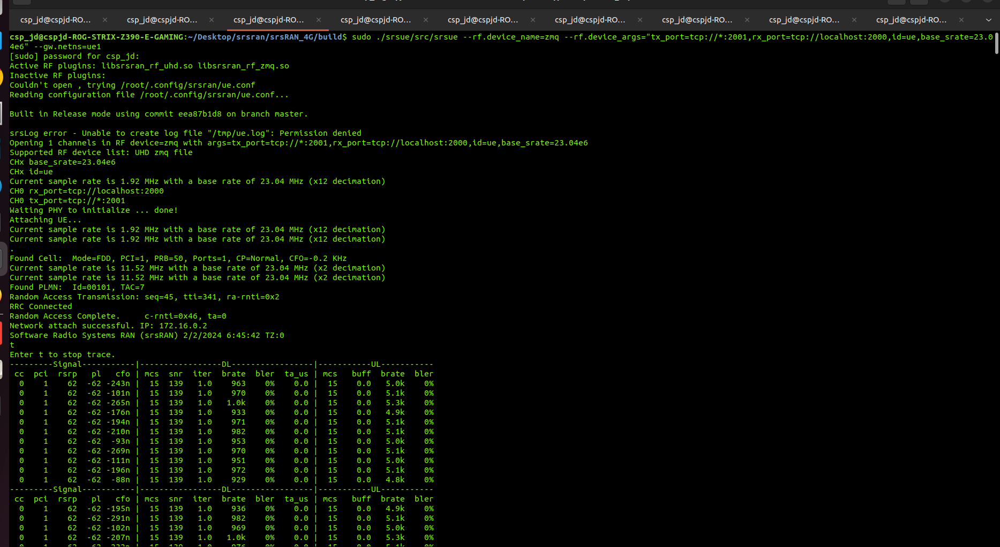 csp_jd@cspjd-RO... × csp_jd@cspjd-RO... × csp_jd@cspjd-RO... × csp_jd@cspjd-RO... × csp_jd@cspjd-RO... × csp_jd@cspjd-RO... × csp_jd@cspjd-RO... × csp_jd@cspjd-RO... × csp_jd@cspjd-RO... ×
csp_jd@cspjd-ROG-STRIX-Z390-E-GAMING:~/Desktop/srsran/srsRAN_4G/build$ sudo ./srsue/src/srsue --rf.device_name=zmq --rf.device_args="tx_port=tcp://*:2001,rx_port=tcp://localhost:2000,id=ue,base_srate=23.0
4e6" --gw.netns=ue1
[sudo] password for csp_jd:
Active RF plugins: libsrsran_rf_uhd.so libsrsran_rf_zmq.so
Inactive RF plugins:
Couldn't open , trying /root/.config/srsran/ue.conf
Reading configuration file /root/.config/srsran/ue.conf...
Built in Release mode using commit eea87b1d8 on branch master.
srsLog error - Unable to create log file "/tmp/ue.log": Permission denied
Opening 1 channels in RF device=zmq with args=tx_port=tcp://*:2001,rx_port=tcp://localhost:2000,id=ue,base_srate=23.04e6
Supported RF device list: UHD zmq file
CHx base_srate=23.04e6
CHx id=ue
Current sample rate is 1.92 MHz with a base rate of 23.04 MHz (x12 decimation)
CH0 rx_port=tcp://localhost:2000
CH0 tx_port=tcp://*:2001
Waiting PHY to initialize ... done!
Attaching UE...
Current sample rate is 1.92 MHz with a base rate of 23.04 MHz (x12 decimation)
Current sample rate is 1.92 MHz with a base rate of 23.04 MHz (x12 decimation)
.
Found Cell:  Mode=FDD, PCI=1, PRB=50, Ports=1, CP=Normal, CFO=-0.2 KHz
Current sample rate is 11.52 MHz with a base rate of 23.04 MHz (x2 decimation)
Current sample rate is 11.52 MHz with a base rate of 23.04 MHz (x2 decimation)
Found PLMN:  Id=00101, TAC=7
Random Access Transmission: seq=45, tti=341, ra-rnti=0x2
RRC Connected
Random Access Complete.     c-rnti=0x46, ta=0
Network attach successful. IP: 172.16.0.2
Software Radio Systems RAN (srsRAN) 2/2/2024 6:45:42 TZ:0
t
Enter t to stop trace.
---------Signal-----------|-----------------DL-----------------|-----------UL-----------
cc  pci  rsrp   pl   cfo |  mcs  snr  iter  brate  bler  ta_us |  mcs   buff  brate  bler
0    1    62  -62 -243n |   15  139   1.0    963    0%    0.0 |   15    0.0   5.0k    0%
0    1    62  -62 -101n |   15  139   1.0    970    0%    0.0 |   15    0.0   5.1k    0%
0    1    62  -62 -265n |   15  139   1.0   1.0k    0%    0.0 |   15    0.0   5.3k    0%
0    1    62  -62 -176n |   15  139   1.0    933    0%    0.0 |   15    0.0   4.9k    0%
0    1    62  -62 -194n |   15  139   1.0    971    0%    0.0 |   15    0.0   5.1k    0%
0    1    62  -62 -210n |   15  139   1.0    982    0%    0.0 |   15    0.0   5.1k    0%
0    1    62  -62  -93n |   15  139   1.0    953    0%    0.0 |   15    0.0   5.0k    0%
0    1    62  -62 -269n |   15  139   1.0    970    0%    0.0 |   15    0.0   5.1k    0%
0    1    62  -62 -111n |   15  139   1.0    951    0%    0.0 |   15    0.0   5.0k    0%
0    1    62  -62 -196n |   15  139   1.0    972    0%    0.0 |   15    0.0   5.1k    0%
0    1    62  -62  -88n |   15  139   1.0    929    0%    0.0 |   15    0.0   4.8k    0%
---------Signal-----------|-----------------DL-----------------|-----------UL-----------
cc  pci  rsrp   pl   cfo |  mcs  snr  iter  brate  bler  ta_us |  mcs   buff  brate  bler
0    1    62  -62 -195n |   15  139   1.0    936    0%    0.0 |   15    0.0   4.9k    0%
0    1    62  -62 -291n |   15  139   1.0    982    0%    0.0 |   15    0.0   5.1k    0%
0    1    62  -62 -102n |   15  139   1.0    969    0%    0.0 |   15    0.0   5.0k    0%
0    1    62  -62 -207n |   15  139   1.0   1.0k    0%    0.0 |   15    0.0   5.3k    0%